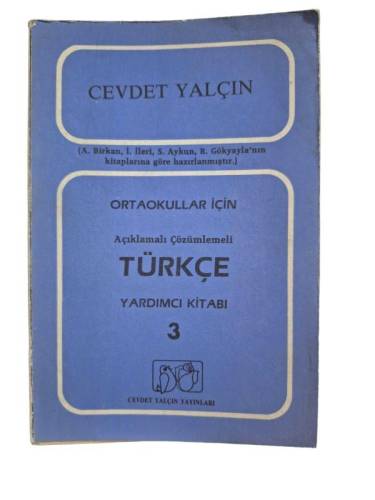 CEVDET YALÇIN
(A. Birkan, İ. İleri, S. Aykun, R. Gökyayla'nın
kitaplarına göre hazırlanmıştır.)
ORTAOKULLAR İÇİN
Açıklamalı Çözümlemeli
TÜRKÇE
YARDIMCI KİTABI
3
CEVDET YALÇIN YAYINLARI